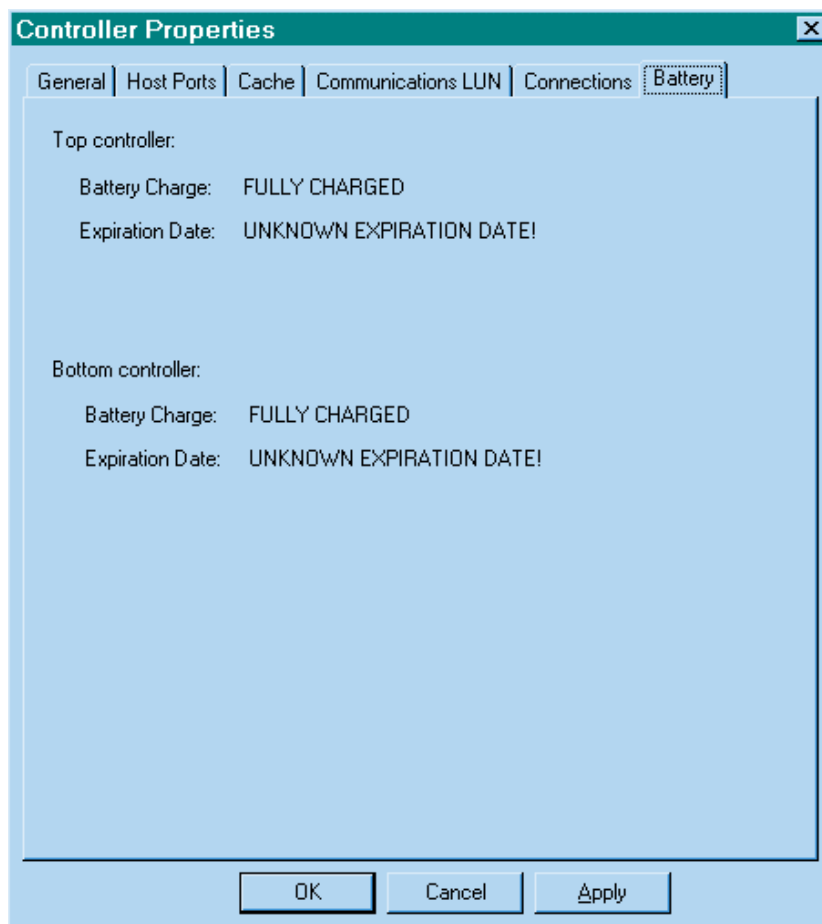 Controller Properties
General Host Ports Cache Communications LUN Connections Battery
Top controller:
Battery Charge: FULLY CHARGED
Expiration Date: UNKNOWN EXPIRATION DATE!
Bottom controller:
Battery Charge: FULLY CHARGED
Expiration Date: UNKNOWN EXPIRATION DATE!
OK Cancel Apply